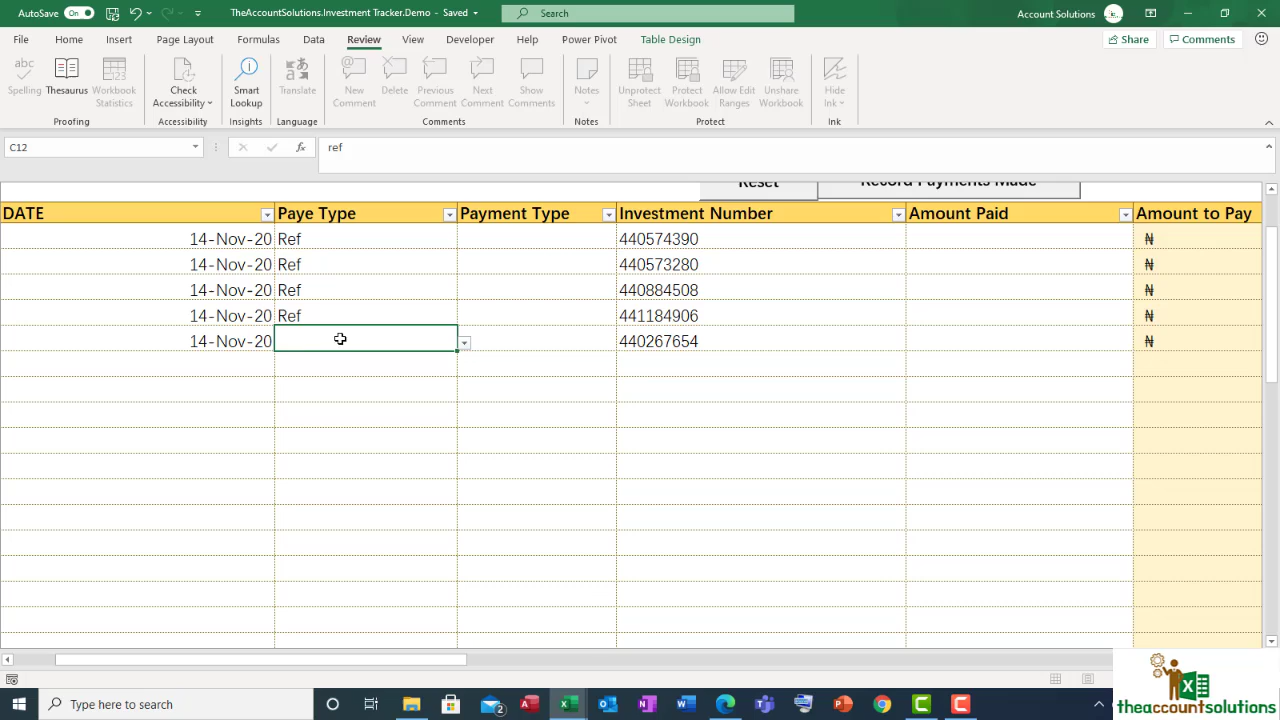 AutoSave On TheAccountSolutions.Investment Tracker.Demo - Saved Search Account Solutions
File Home Insert Page Layout Formulas Data Review View Developer Help Power Pivot Table Design Share Comments
abc
Spelling Thesaurus Workbook Statistics Check Accessibility Smart Lookup Translate New Comment Delete Previous Comment Next Comment Show Comments Notes Unprotect Sheet Protect Workbook Allow Edit Ranges Unshare Workbook Hide Ink
Proofing Accessibility Insights Language Comments Notes Protect Ink
C12 fx ref
Reset Record Payments Made
DATE Paye Type Payment Type Investment Number Amount Paid Amount to Pay
14-Nov-20 Ref 440574390 ₦
14-Nov-20 Ref 440573280 ₦
14-Nov-20 Ref 440884508 ₦
14-Nov-20 Ref 441184906 ₦
14-Nov-20 440267654 ₦
Type here to search
theaccountsolutions